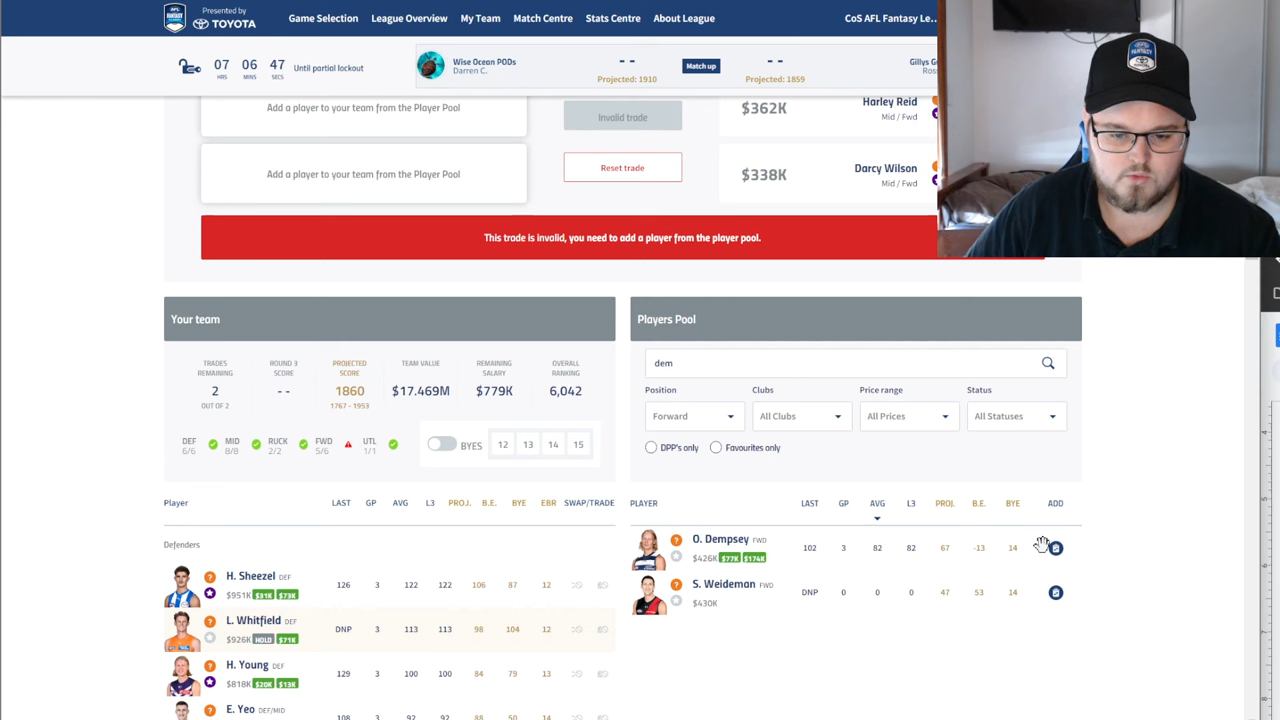 Presented by
TOYOTA
AFL
FANTASY
Game Selection
League Overview
My Team
Match Centre
Stats Centre
About League
CoS AFL Fantasy Le...
07
06
47
HRS
MINS
SECS
Until partial lockout
Wise Ocean PODs
Darren C.
- -
Projected: 1910
Match up
- -
Projected: 1859
Gillys G
Ros
Add a player to your team from the Player Pool
Invalid trade
$362K
Harley Reid
Mid / Fwd
Add a player to your team from the Player Pool
Reset trade
$338K
Darcy Wilson
Mid / Fwd
This trade is invalid, you need to add a player from the player pool.
Your team
TRADES REMAINING
2
OUT OF 2
ROUND 3 SCORE
- -
PROJECTED SCORE
1860
1767 - 1953
TEAM VALUE
$17.469M
REMAINING SALARY
$779K
OVERALL RANKING
6,042
DEF 6/6
MID 8/8
RUCK 2/2
FWD 5/6
UTL 1/1
BYES
12 13 14 15
Player LAST GP AVG L3 PROJ. B.E. BYE EBR SWAP/TRADE
Defenders
H. Sheezel DEF
$951K $31K $73K
126 3 122 122 106 87 12
L. Whitfield DEF
$926K HOLD $71K
DNP 3 113 113 98 104 12
H. Young DEF
$818K $20K $13K
129 3 100 100 84 79 13
E. Yeo DEF/MID
108 3 92 92 88 50 14
Players Pool
dem
Position
Clubs
Price range
Status
Forward
All Clubs
All Prices
All Statuses
DPP's only
Favourites only
PLAYER LAST GP AVG L3 PROJ. B.E. BYE ADD
O. Dempsey FWD
$426K $77K $174K
102 3 82 82 67 -13 14
S. Weideman FWD
$430K
DNP 0 0 0 47 53 14